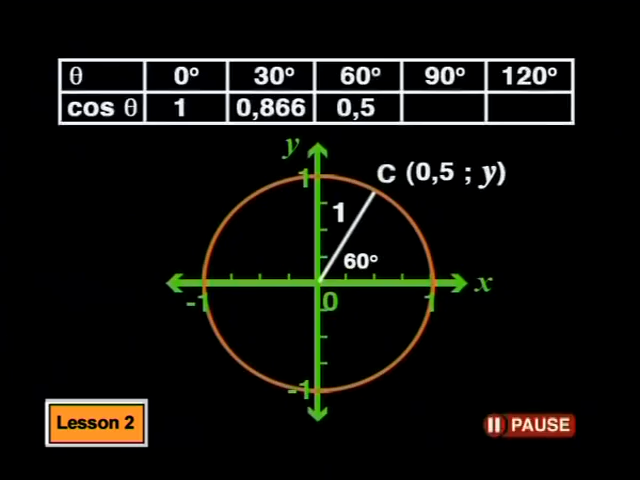 θ 0° 30° 60° 90° 120°
cos θ 1 0,866 0,5
y
1 C (0,5 ; y)
1
60°
x
-1 0 1
-1
Lesson 2
PAUSE